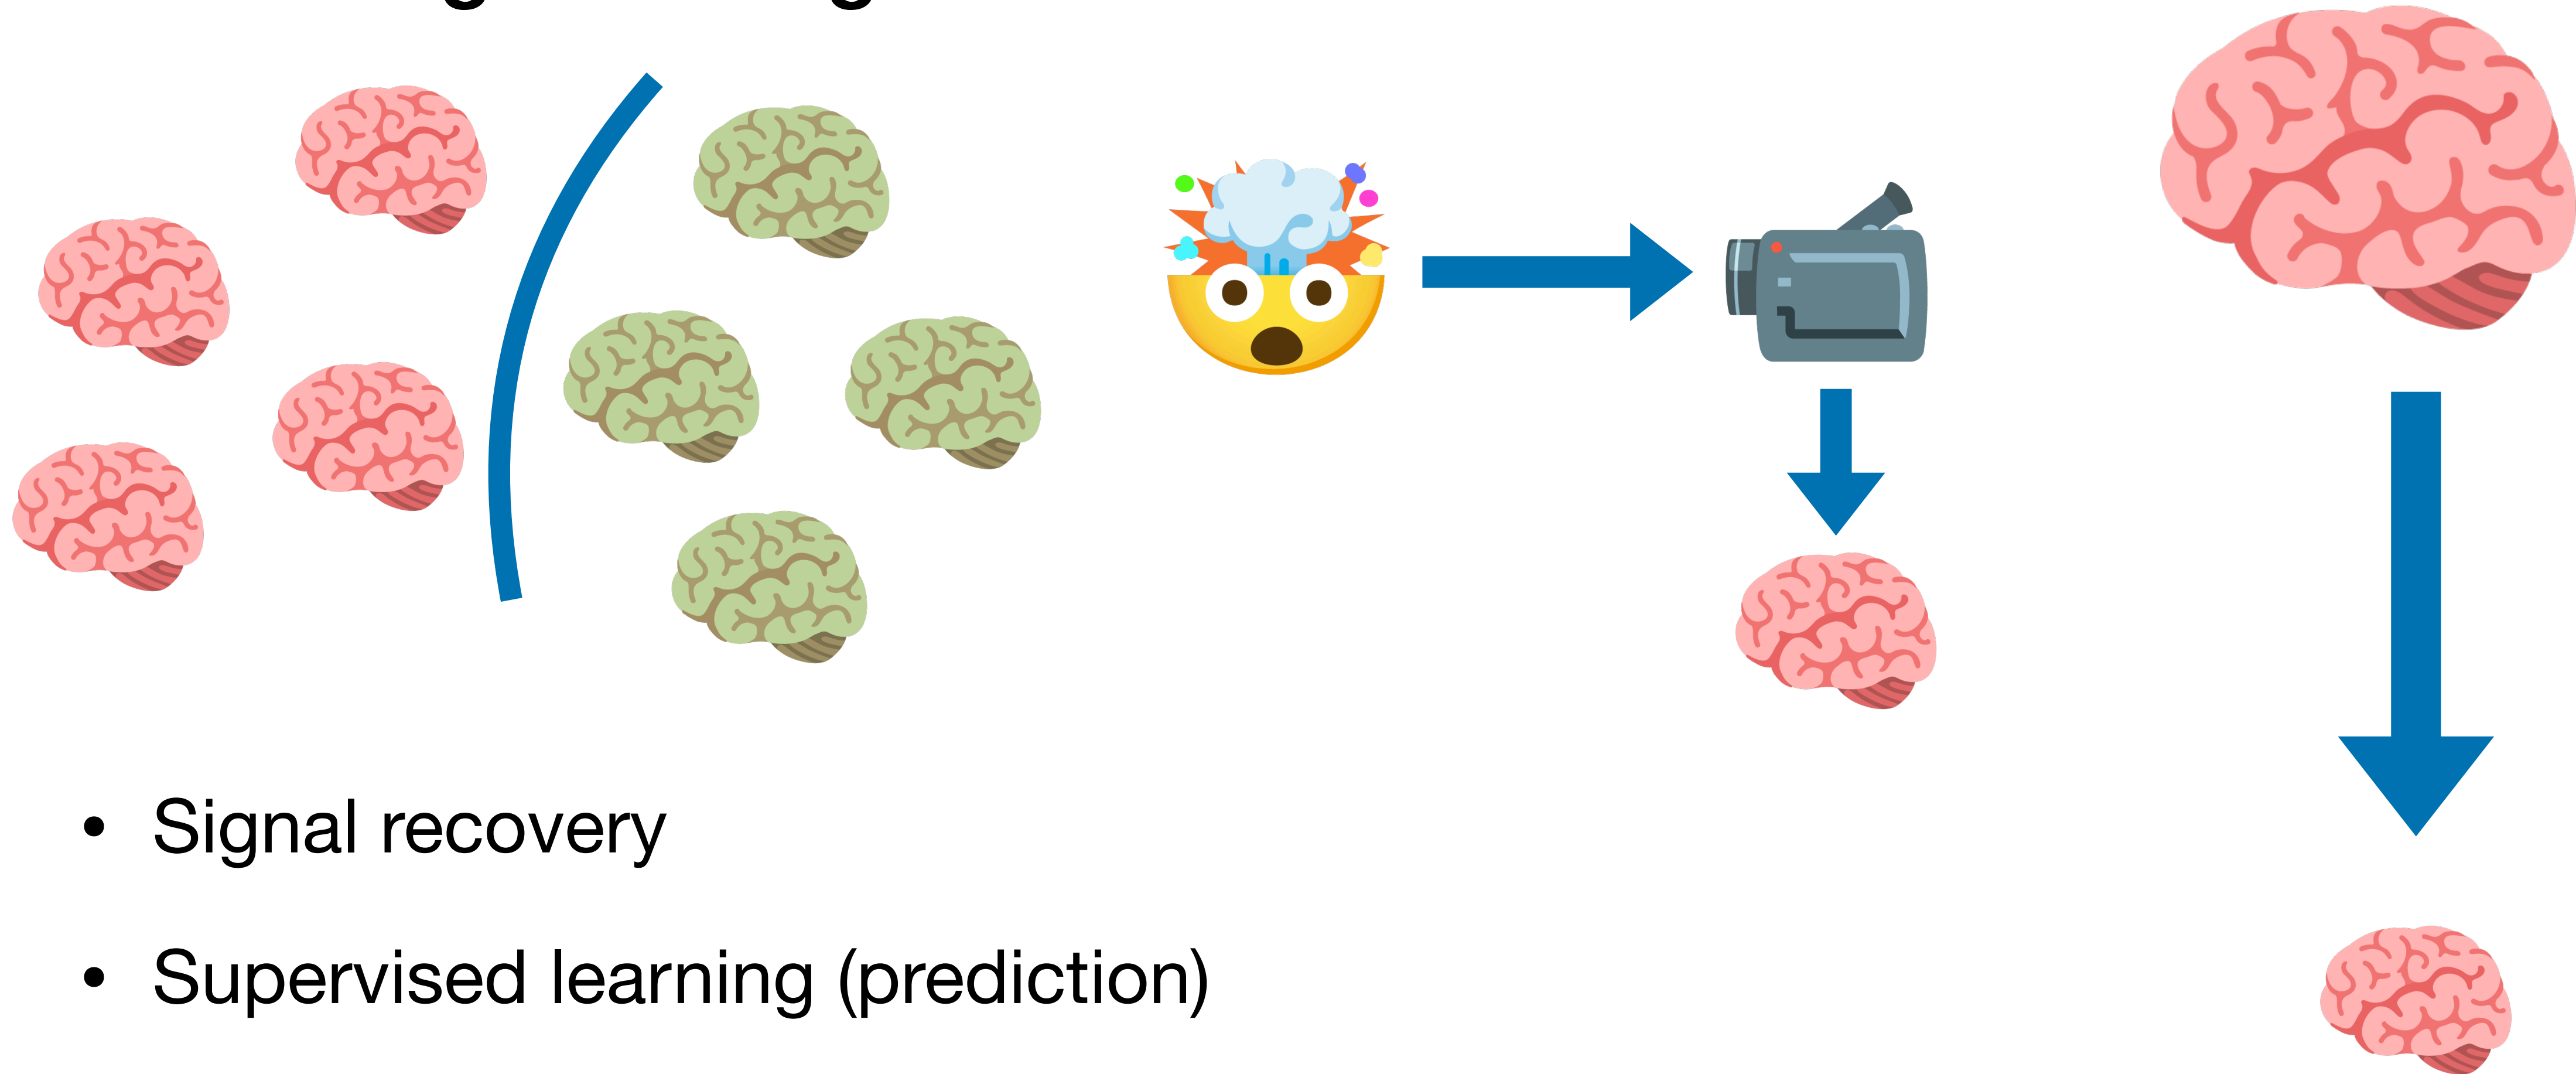 • Signal recovery
• Supervised learning (prediction)